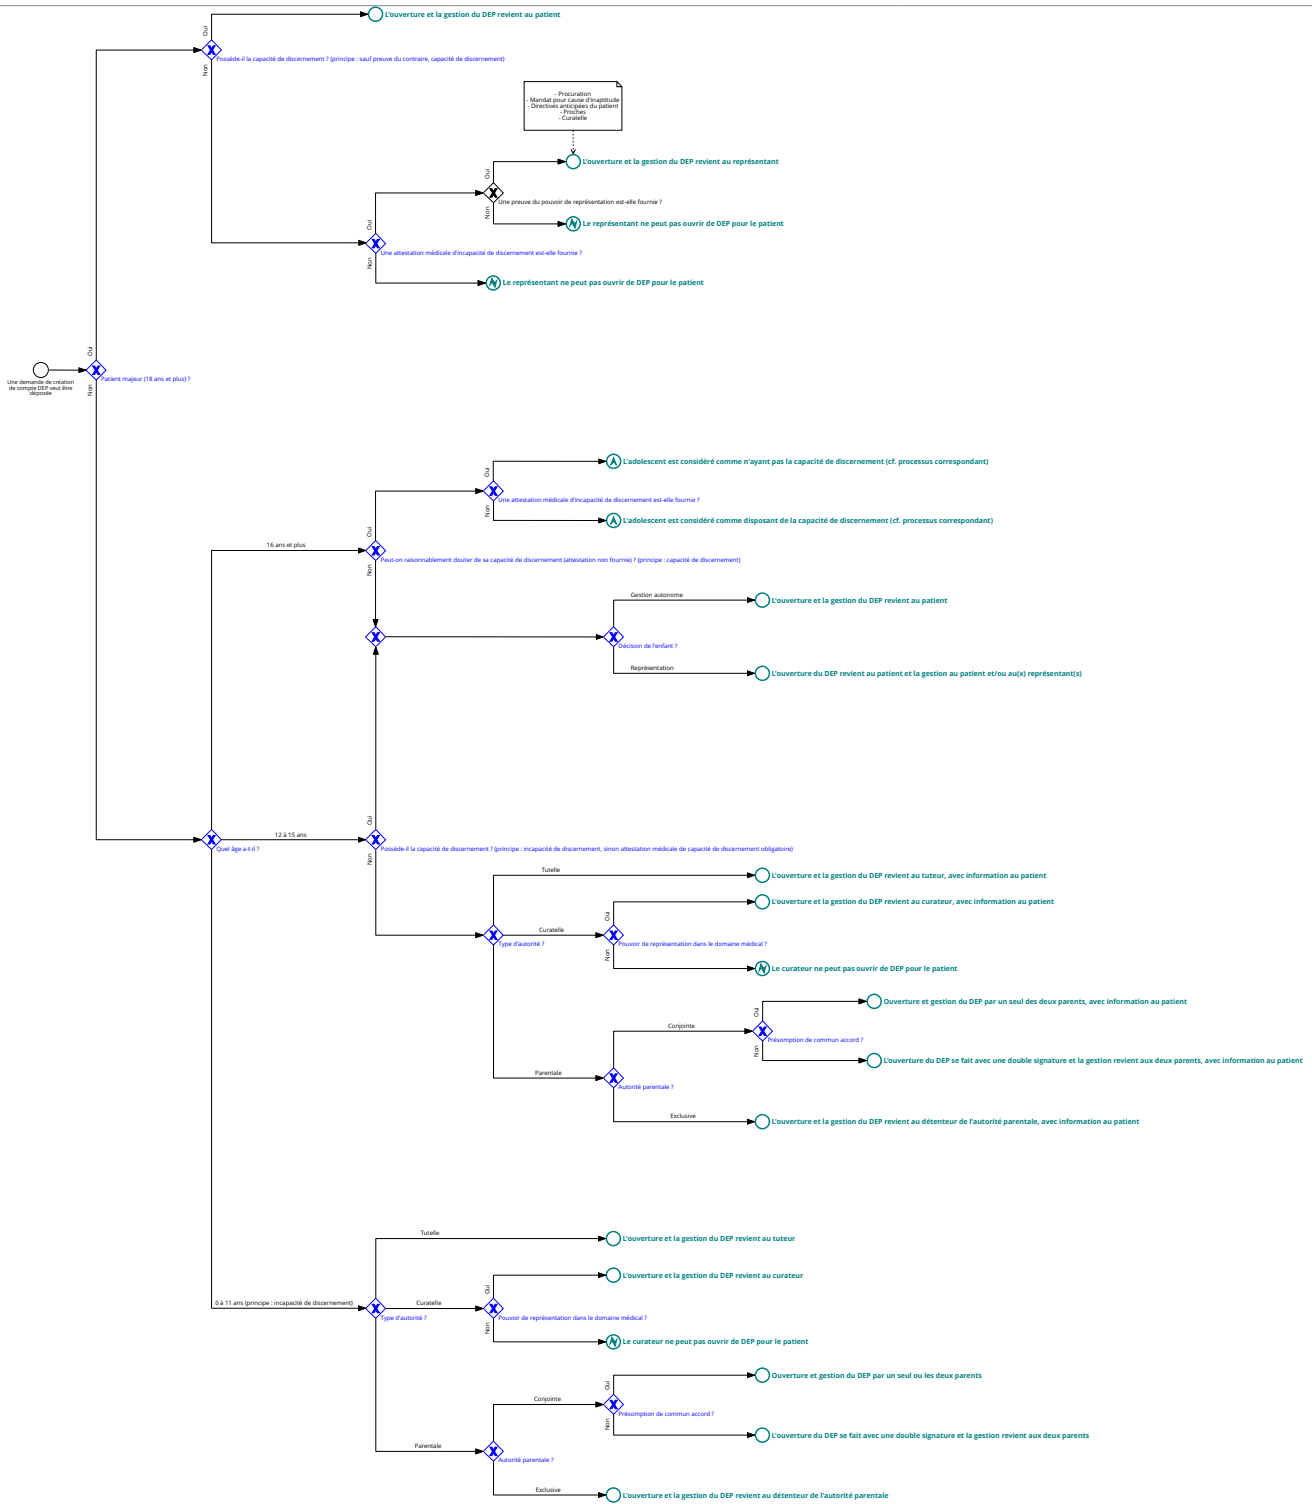 L'ouverture et la gestion du DEP revient au patient
Oui
Possède-il la capacité de discernement ? (principe : sauf preuve du contraire, capacité de discernement)
Non
- Procuration
- Mandat pour cause d'inaptitude
- Directives anticipées du patient
- Proches
- Curatelle
L'ouverture et la gestion du DEP revient au représentant
Oui
Une preuve du pouvoir de représentation est-elle fournie ?
Non
Le représentant ne peut pas ouvrir de DEP pour le patient
Oui
Une attestation médicale d'incapacité de discernement est-elle fournie ?
Non
Le représentant ne peut pas ouvrir de DEP pour le patient
Oui
Patient majeur (18 ans et plus) ?
Une demande de création
de compte DEP veut être
déposée
Non
L'adolescent est considéré comme n'ayant pas la capacité de discernement (cf. processus correspondant)
Oui
Une attestation médicale d'incapacité de discernement est-elle fournie ?
Non
L'adolescent est considéré comme disposant de la capacité de discernement (cf. processus correspondant)
Oui
16 ans et plus
Peut-on raisonnablement douter de sa capacité de discernement (attestation non fournie) ? (principe : capacité de discernement)
Non
Gestion autonome
L'ouverture et la gestion du DEP revient au patient
Décision de l'enfant ?
Représentation
L'ouverture du DEP revient au patient et la gestion au patient et/ou au(x) représentant(s)
Oui
12 à 15 ans
Quel âge a-t-il ?
Possède-il la capacité de discernement ? (principe : incapacité de discernement, sinon attestation médicale de capacité de discernement obligatoire)
Non
Tutelle
L'ouverture et la gestion du DEP revient au tuteur, avec information au patient
L'ouverture et la gestion du DEP revient au curateur, avec information au patient
Oui
Curatelle
Type d'autorité ?
Pouvoir de représentation dans le domaine médical ?
Non
Le curateur ne peut pas ouvrir de DEP pour le patient
Ouverture et gestion du DEP par un seul des deux parents, avec information au patient
Oui
Conjointe
Présomption de commun accord ?
Non
L'ouverture du DEP se fait avec une double signature et la gestion revient aux deux parents, avec information au patient
Parentale
Autorité parentale ?
Exclusive
L'ouverture et la gestion du DEP revient au détenteur de l'autorité parentale, avec information au patient
Tutelle
L'ouverture et la gestion du DEP revient au tuteur
L'ouverture et la gestion du DEP revient au curateur
Oui
0 à 11 ans (principe : incapacité de discernement)
Curatelle
Type d'autorité ?
Pouvoir de représentation dans le domaine médical ?
Non
Le curateur ne peut pas ouvrir de DEP pour le patient
Ouverture et gestion du DEP par un seul ou les deux parents
Oui
Conjointe
Présomption de commun accord ?
Non
L'ouverture du DEP se fait avec une double signature et la gestion revient aux deux parents
Parentale
Autorité parentale ?
Exclusive
L'ouverture et la gestion du DEP revient au détenteur de l'autorité parentale